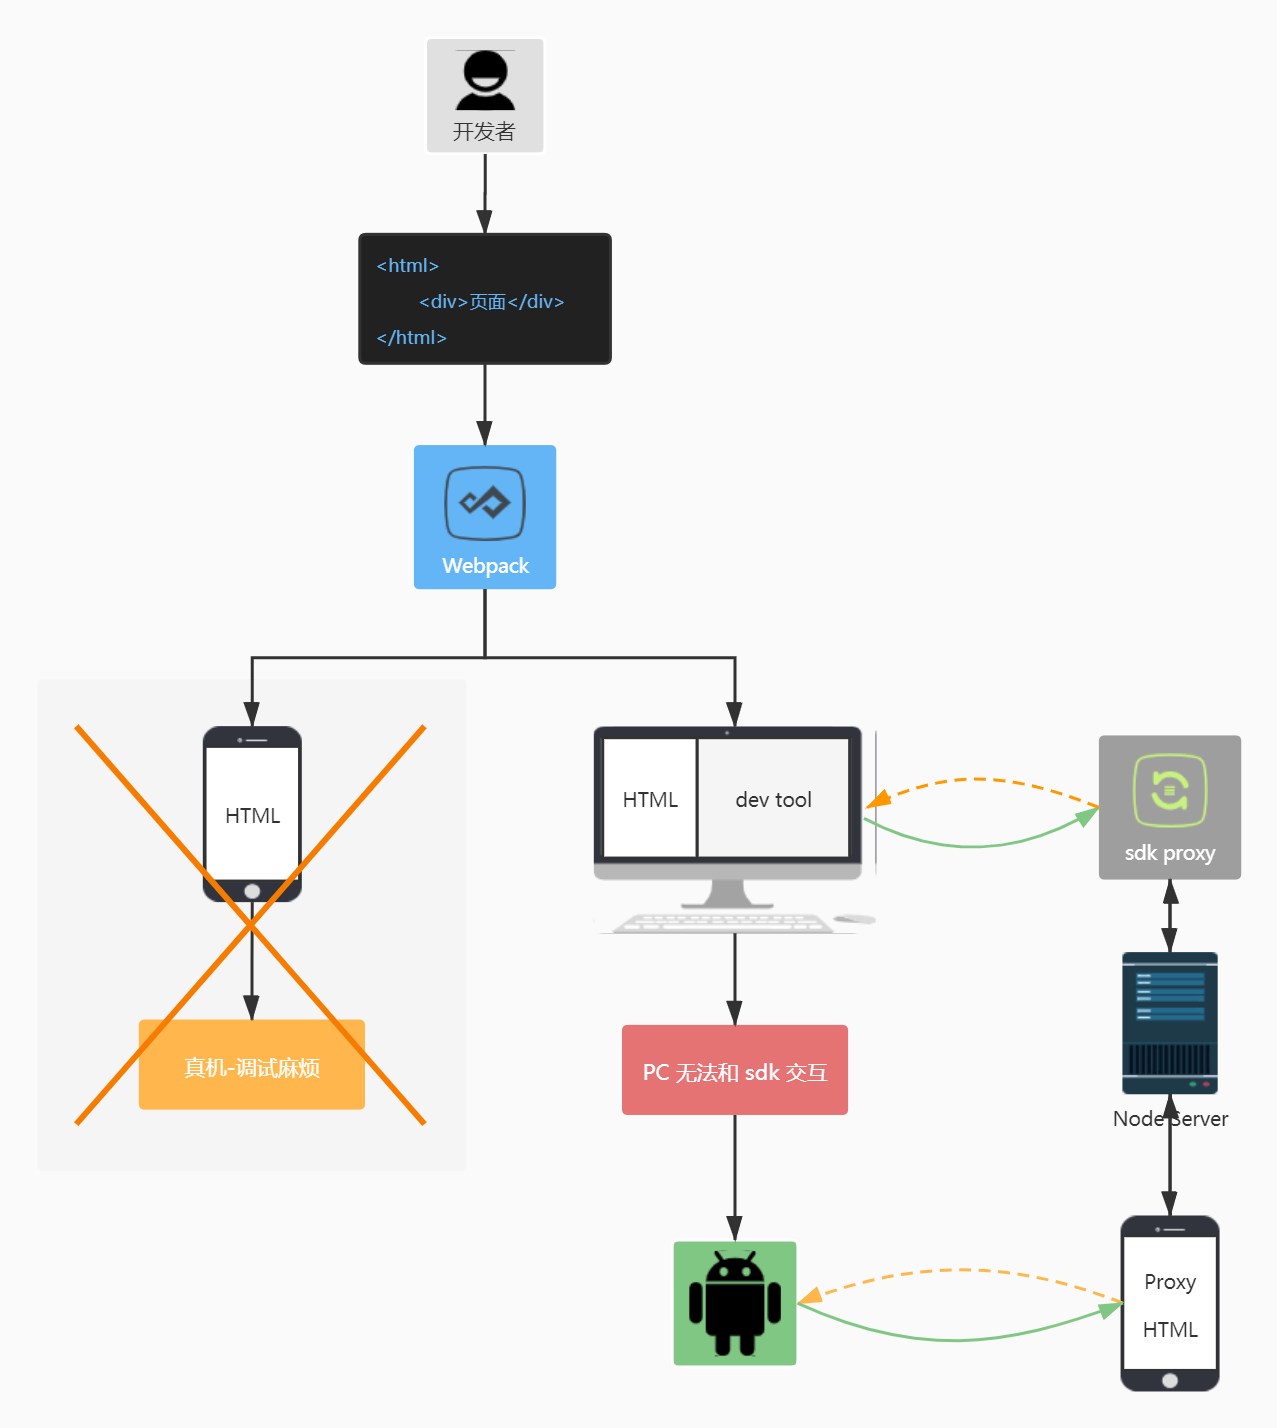 开发者
<html>
<div>页面</div>
</html>
Webpack
HTML
HTML
dev tool
sdk proxy
真机-调试麻烦
PC 无法和 sdk 交互
Node Server
Proxy
HTML